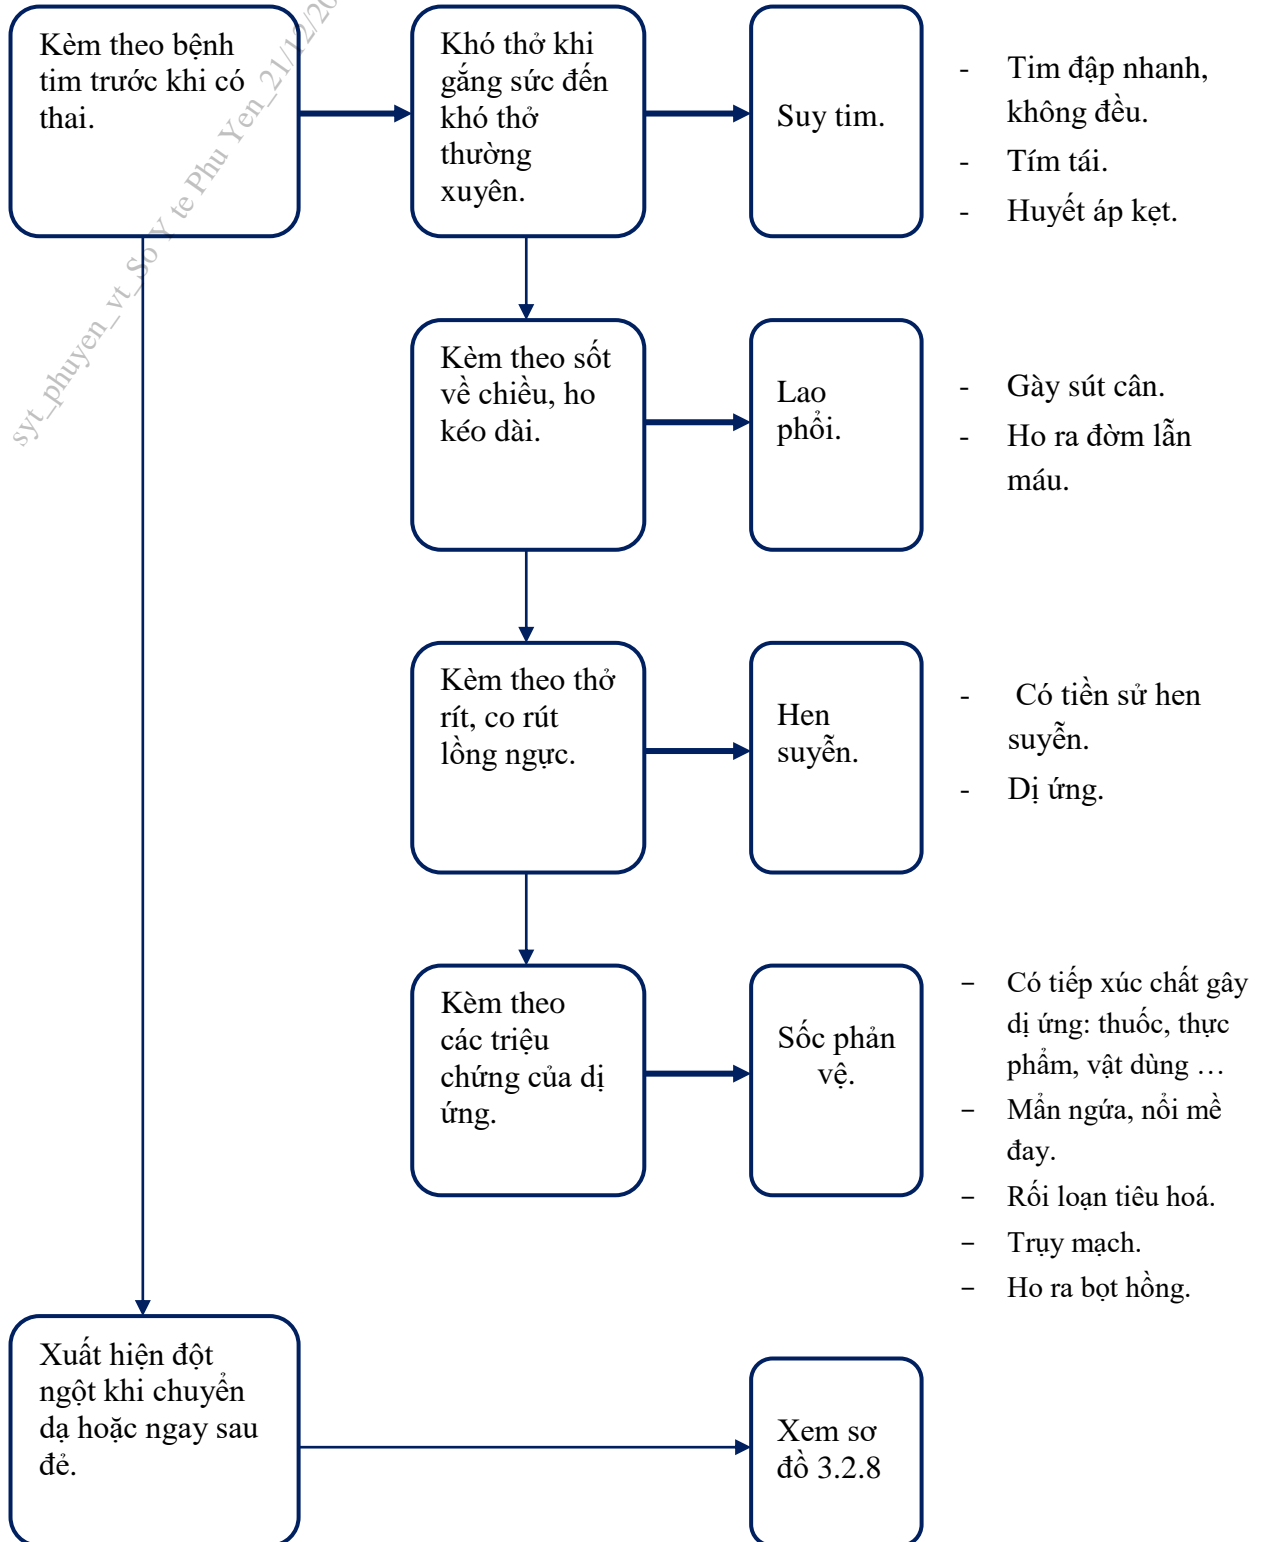 Kèm theo bệnh
tim trước khi có
thai.
Khó thở khi
gắng sức đến
khó thở
thường
xuyên.
Suy tim.
- Tim đập nhanh,
không đều.
- Tím tái.
- Huyết áp kẹt.
syt_phuyen_vt_So Y te Phu Yen_21/12/20
Kèm theo sốt
về chiều, ho
kéo dài.
Lao
phổi.
- Gày sút cân.
- Ho ra đờm lẫn
máu.
Kèm theo thở
rít, co rút
lồng ngực.
Hen
suyễn.
- Có tiền sử hen
suyễn.
- Dị ứng.
Kèm theo
các triệu
chứng của dị
ứng.
Sốc phản
vệ.
- Có tiếp xúc chất gây
dị ứng: thuốc, thực
phẩm, vật dùng …
- Mẩn ngứa, nổi mề
đay.
- Rối loạn tiêu hoá.
- Trụy mạch.
- Ho ra bọt hồng.
Xuất hiện đột
ngột khi chuyển
dạ hoặc ngay sau
đẻ.
Xem sơ
đồ 3.2.8